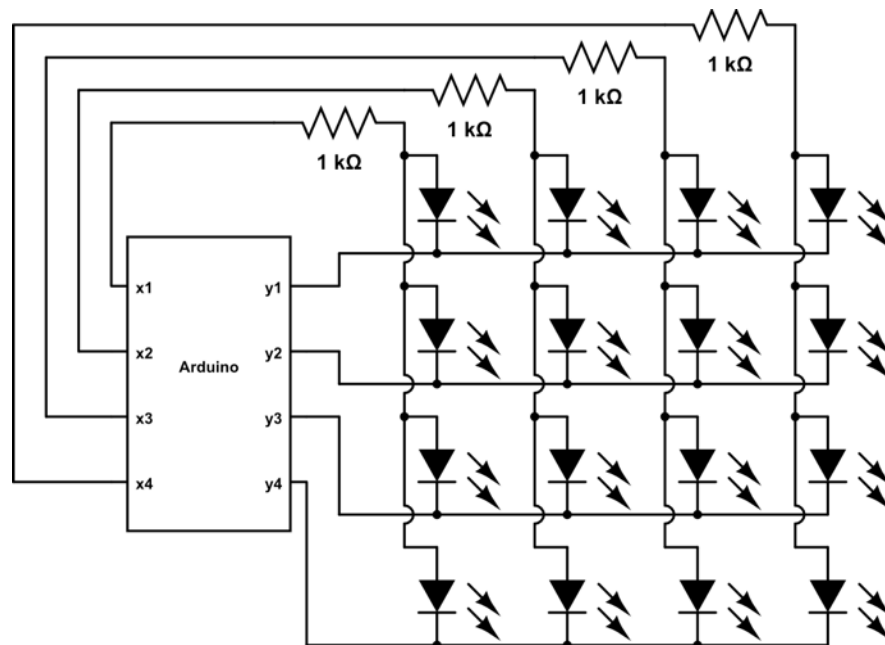 1 kΩ
1 kΩ
1 kΩ
1 kΩ
x1 y1
x2 y2
Arduino
x3 y3
x4 y4